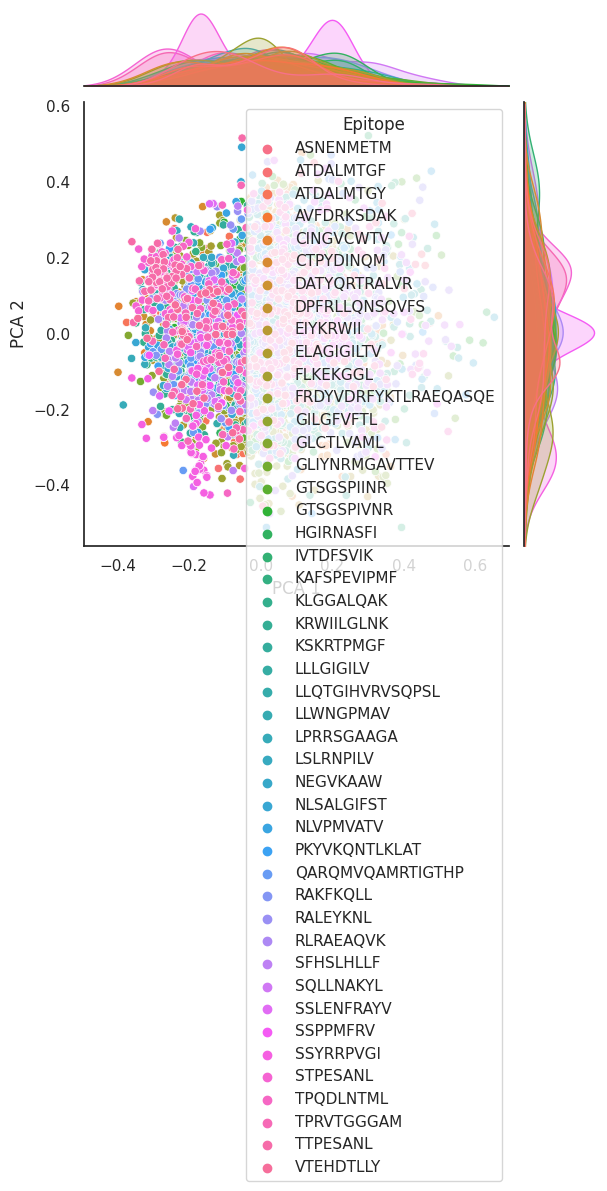 Epitope
ASNENMETM
ATDALMTGF
ATDALMTGY
AVFDRKSDAK
CINGVCWTV
CTPYDINQM
DATYQRTRALVR
DPFRLLQNSQVFS
EIYKRWII
ELAGIGILTV
FLKEKGGL
FRDYVDRFYKTLRAEQASQE
GILGFVFTL
GLCTLVAML
GLIYNRMGAVTTEV
GTSGSPIINR
GTSGSPIVNR
HGIRNASFI
IVTDFSVIK
KAFSPEVIPMF
KLGGALQAK
KRWIILGLNK
KSKRTPMGF
LLLGIGILV
LLQTGIHVRVSQPSL
LLWNGPMAV
LPRRSGAAGA
LSLRNPILV
NEGVKAAW
NLSALGIFST
NLVPMVATV
PKYVKQNTLKLAT
QARQMVQAMRTIGTHP
RAKFKQLL
RALEYKNL
RLRAEAQVK
SFHSLHLLF
SQLLNAKYL
SSLENFRAYV
SSPPMFRV
SSYRRPVGI
STPESANL
TPQDLNTML
TPRVTGGGAM
TTPESANL
VTEHDTLLY
0.6
0.4
0.2
0.0
−0.2
−0.4
PCA 2
−0.4 −0.2 0.0 0.2 0.4 0.6
PCA 1